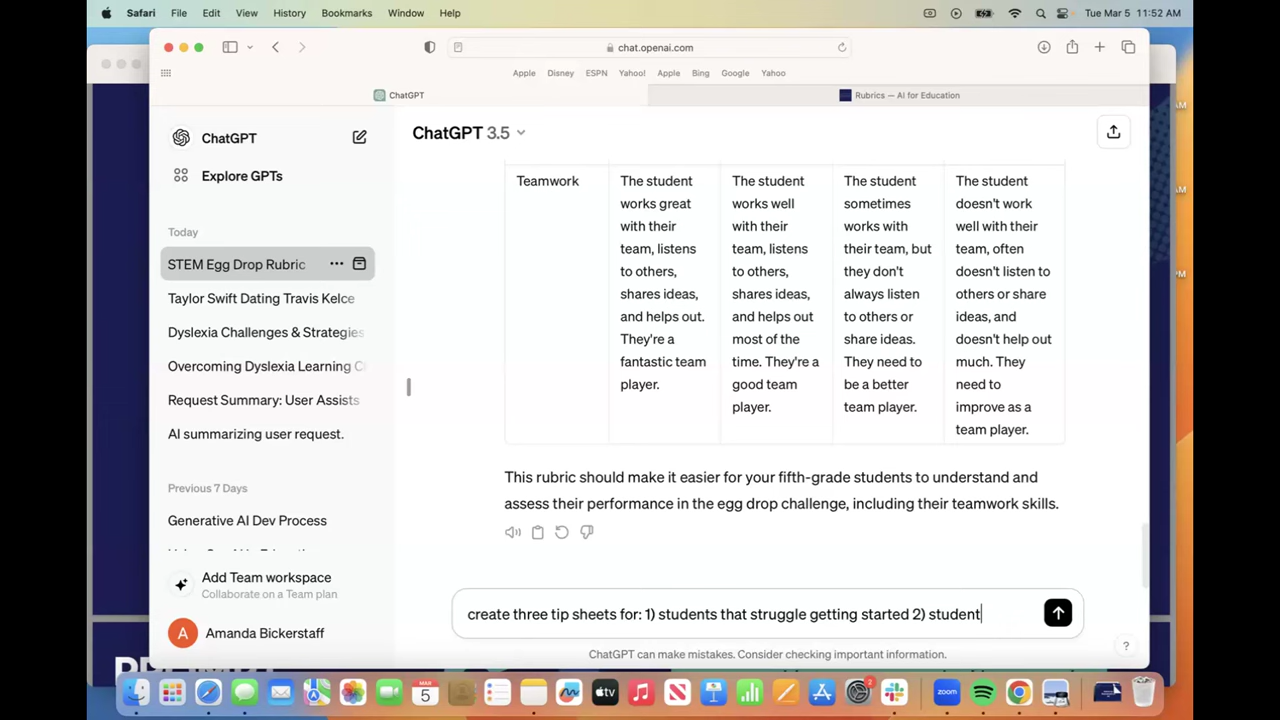 Safari File Edit View History Bookmarks Window Help Tue Mar 5 11:52 AM
chat.openai.com
Apple Disney ESPN Yahoo! Apple Bing Google Yahoo
ChatGPT
Rubrics — AI for Education
ChatGPT
Explore GPTs
Today
STEM Egg Drop Rubric
Taylor Swift Dating Travis Kelce
Dyslexia Challenges & Strategies
Overcoming Dyslexia Learning
Request Summary: User Assists
AI summarizing user request.
Previous 7 Days
Generative AI Dev Process
Add Team workspace
Collaborate on a Team plan
A Amanda Bickerstaff
ChatGPT 3.5
Teamwork
The student
works great
with their
team, listens
to others,
shares ideas,
and helps out.
They're a
fantastic team
player.
The student
works well
with their
team, listens
to others,
shares ideas,
and helps out
most of the
time. They're a
good team
player.
The student
sometimes
works with
their team, but
they don't
always listen
to others or
share ideas.
They need to
be a better
team player.
The student
doesn't work
well with their
team, often
doesn't listen to
others or share
ideas, and
doesn't help out
much. They
need to
improve as a
team player.
This rubric should make it easier for your fifth-grade students to understand and
assess their performance in the egg drop challenge, including their teamwork skills.
create three tip sheets for: 1) students that struggle getting started 2) student
ChatGPT can make mistakes. Consider checking important information.
?
AM
AM
PM
MAR
5
tv
2
zoom